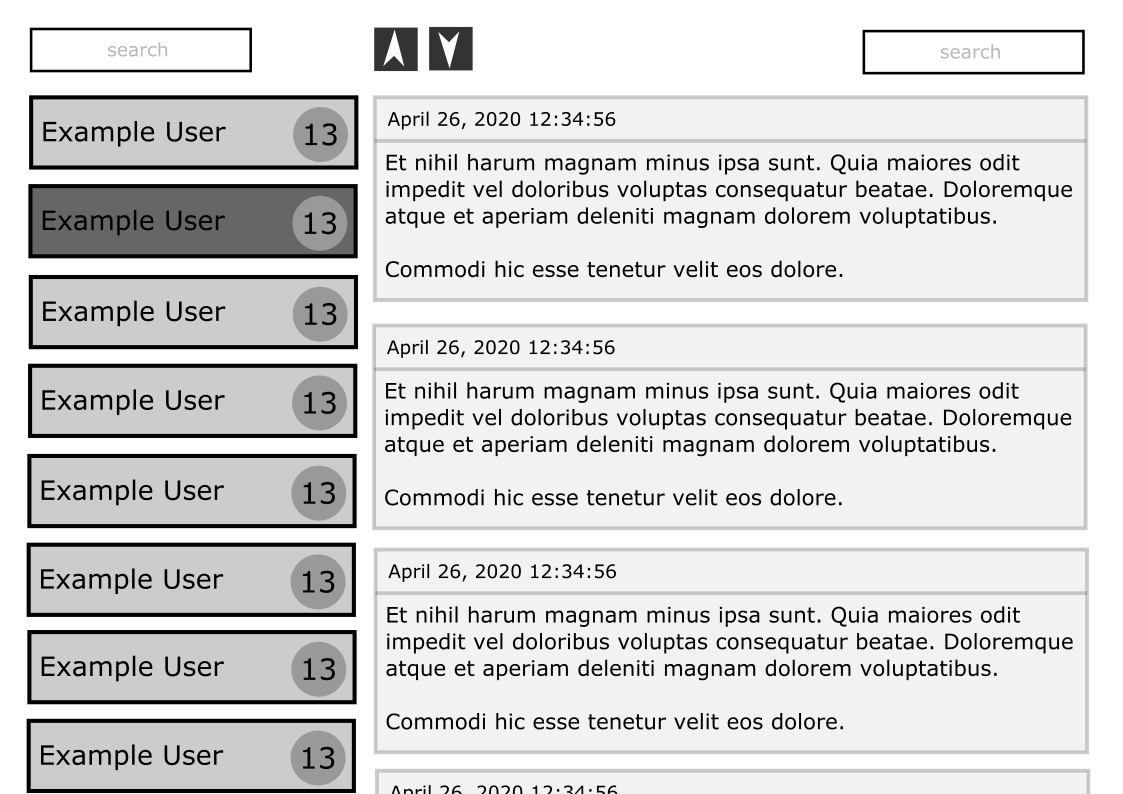 search
Example User 13
Example User 13
Example User 13
Example User 13
Example User 13
Example User 13
Example User 13
Example User 13
search
April 26, 2020 12:34:56
Et nihil harum magnam minus ipsa sunt. Quia maiores odit
impedit vel doloribus voluptas consequatur beatae. Doloremque
atque et aperiam deleniti magnam dolorem voluptatibus.
Commodi hic esse tenetur velit eos dolore.
April 26, 2020 12:34:56
Et nihil harum magnam minus ipsa sunt. Quia maiores odit
impedit vel doloribus voluptas consequatur beatae. Doloremque
atque et aperiam deleniti magnam dolorem voluptatibus.
Commodi hic esse tenetur velit eos dolore.
April 26, 2020 12:34:56
Et nihil harum magnam minus ipsa sunt. Quia maiores odit
impedit vel doloribus voluptas consequatur beatae. Doloremque
atque et aperiam deleniti magnam dolorem voluptatibus.
Commodi hic esse tenetur velit eos dolore.
April 26, 2020 12:34:56